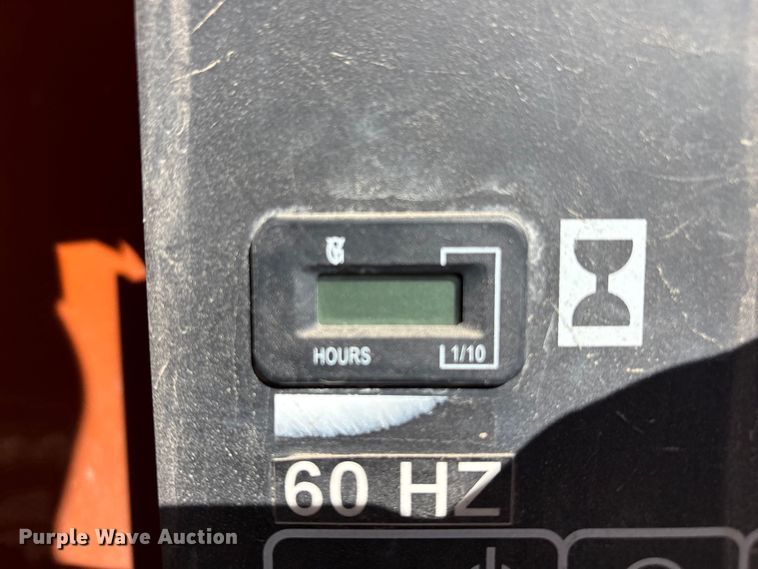 HOURS
1/10
60 HZ
Purple Wave Auction